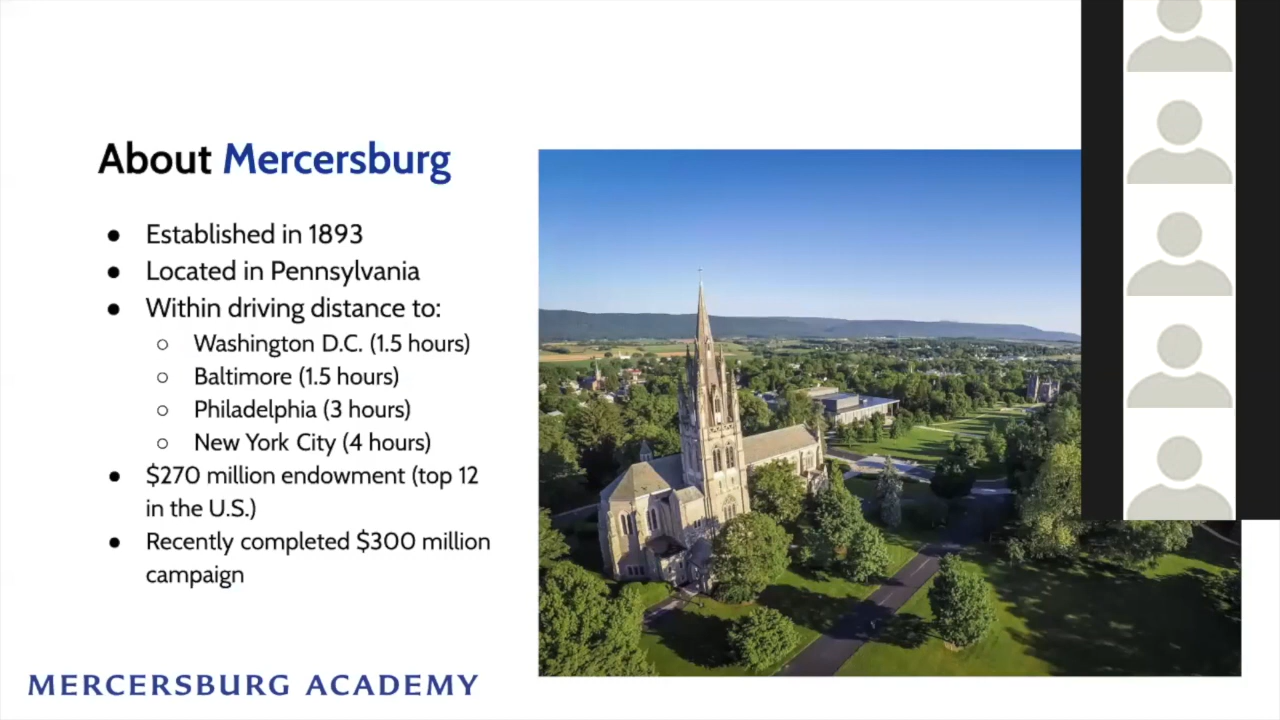 About Mercersburg
● Established in 1893
● Located in Pennsylvania
● Within driving distance to:
○ Washington D.C. (1.5 hours)
○ Baltimore (1.5 hours)
○ Philadelphia (3 hours)
○ New York City (4 hours)
● $270 million endowment (top 12
in the U.S.)
● Recently completed $300 million
campaign
MERCERSBURG ACADEMY